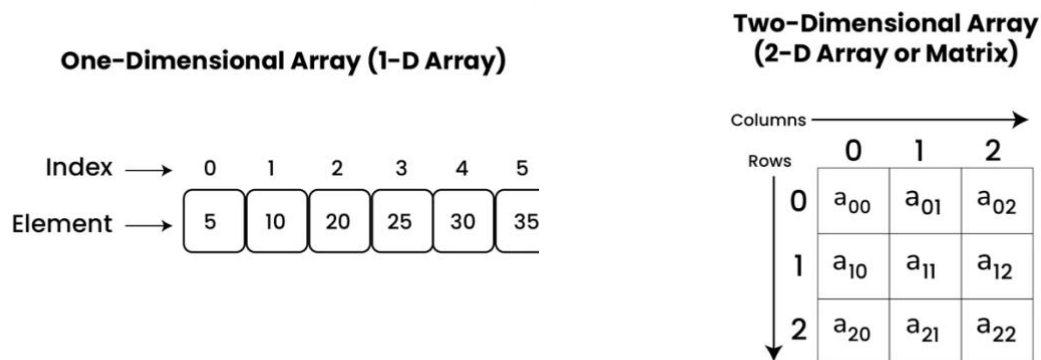 One-Dimensional Array (1-D Array)
Index 0 1 2 3 4 5
Element 5 10 20 25 30 35
Two-Dimensional Array
(2-D Array or Matrix)
Columns
Rows 0 1 2
0 a₀₀ a₀₁ a₀₂
1 a₁₀ a₁₁ a₁₂
2 a₂₀ a₂₁ a₂₂